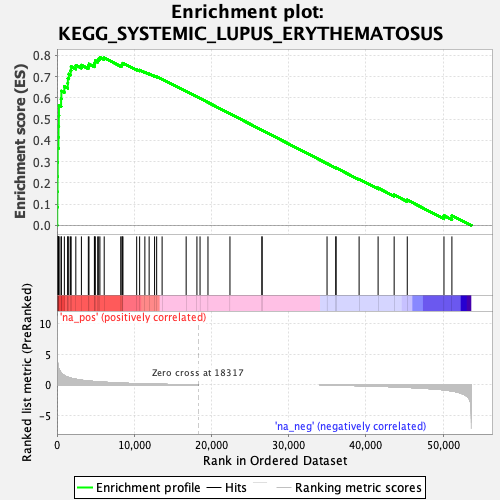 Enrichment plot:
KEGG_SYSTEMIC_LUPUS_ERYTHEMATOSUS
Enrichment score (ES)
0.8
0.7
0.6
0.5
0.4
0.3
0.2
0.1
0.0
Ranked list metric (PreRanked)
'na_pos' (positively correlated)
10
5
0
-5
Zero cross at 18317
'na_neg' (negatively correlated)
0 10,000 20,000 30,000 40,000 50,000
Rank in Ordered Dataset
Enrichment profile Hits Ranking metric scores